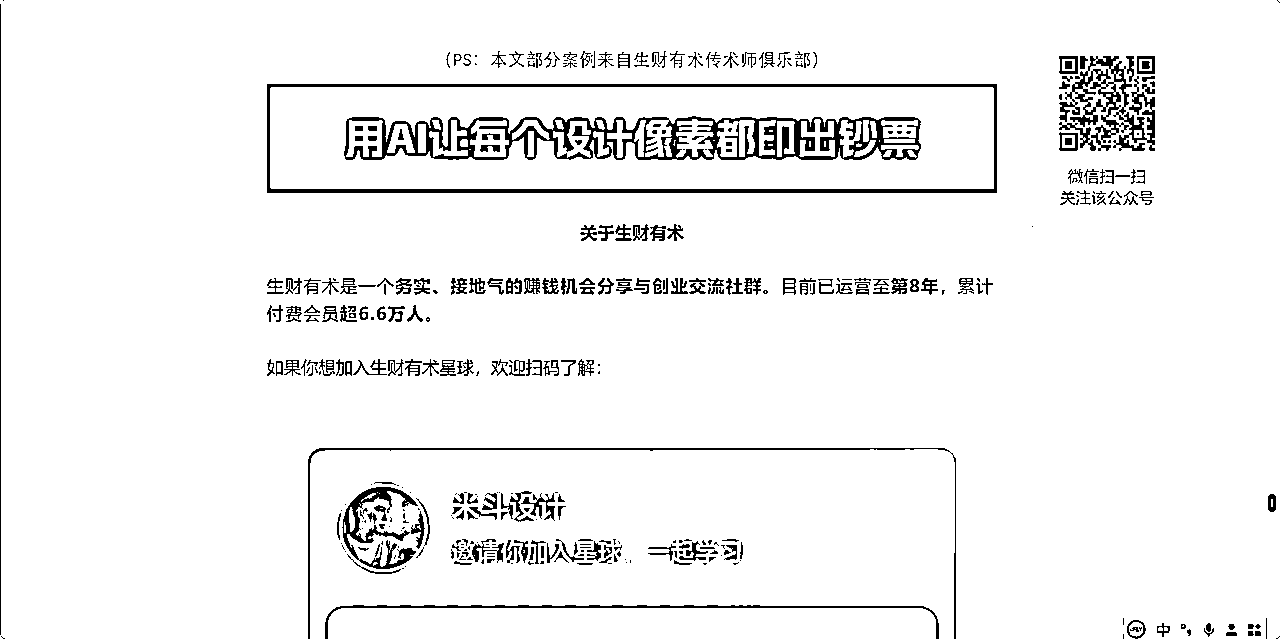 （PS：本文部分案例来自生财有术传术师俱乐部）
用AI让每个设计像素都印出钞票
微信扫一扫
关注该公众号
关于生财有术
生财有术是一个务实、接地气的赚钱机会分享与创业交流社群。目前已运营至第8年，累计
付费会员超6.6万人。
如果你想加入生财有术星球，欢迎扫码了解：
米斗设计
邀请你加入星球，一起学习
中